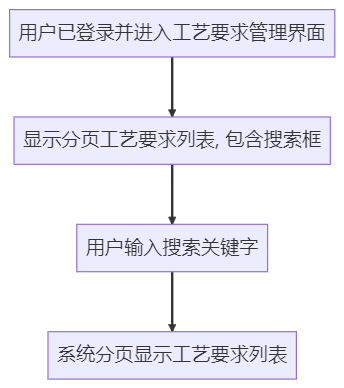 用户已登录并进入工艺要求管理界面
显示分页工艺要求列表, 包含搜索框
用户输入搜索关键字
系统分页显示工艺要求列表